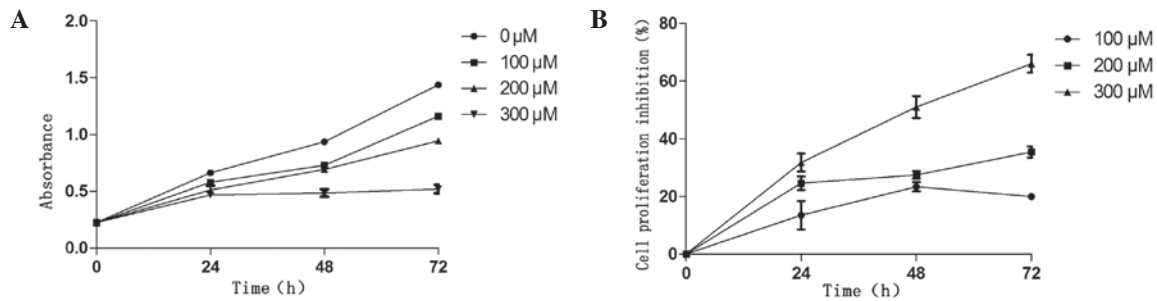 A
Absorbance
2.0
1.5
1.0
0.5
0.0
0
24
48
72
Time (h)
0 µM
100 µM
200 µM
300 µM
B
Cell proliferation inhibition (%)
80
60
40
20
0
0
24
48
72
Time (h)
100 µM
200 µM
300 µM